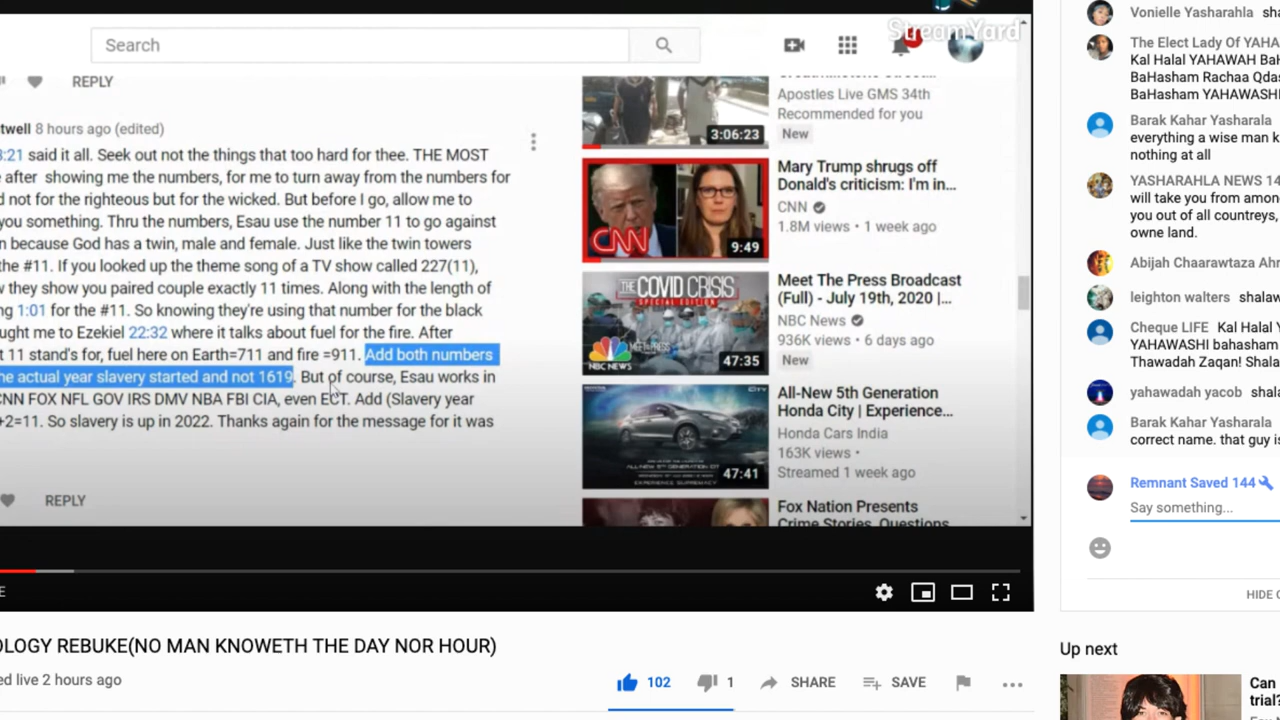 StreamYard
Search
REPLY
twell 8 hours ago (edited)
3:21 said it all. Seek out not the things that too hard for thee. THE MOST
e after showing me the numbers, for me to turn away from the numbers for
d not for the righteous but for the wicked. But before I go, allow me to
you something. Thru the numbers, Esau use the number 11 to go against
n because God has a twin, male and female. Just like the twin towers
the #11. If you looked up the theme song of a TV show called 227(11),
w they show you paired couple exactly 11 times. Along with the length of
ng 1:01 for the #11. So knowing they're using that number for the black
ught me to Ezekiel 22:32 where it talks about fuel for the fire. After
t 11 stand's for, fuel here on Earth=711 and fire =911. Add both numbers
he actual year slavery started and not 1619. But of course, Esau works in
CNN FOX NFL GOV IRS DMV NBA FBI CIA, even ECT. Add (Slavery year
+2=11. So slavery is up in 2022. Thanks again for the message for it was
REPLY
Apostles Live GMS 34th
Recommended for you
New
3:06:23
Mary Trump shrugs off
Donald's criticism: I'm in...
CNN
1.8M views • 1 week ago
CNN
9:49
Meet The Press Broadcast
(Full) - July 19th, 2020 |...
NBC News
936K views • 6 days ago
New
THE COVID CRISIS
SPECIAL EDITION
NBC NEWS
47:35
All-New 5th Generation
Honda City | Experience...
Honda Cars India
163K views •
Streamed 1 week ago
47:41
Fox Nation Presents
Crime Stories, Questions
OLOGY REBUKE(NO MAN KNOWETH THE DAY NOR HOUR)
ed live 2 hours ago
102
1
SHARE
SAVE
Vonielle Yasharahla sha
The Elect Lady Of YAHA
Kal Halal YAHAWAH BaH
BaHasham Rachaa Qdas
BaHasham YAHAWASHI
Barak Kahar Yasharala
everything a wise man k
nothing at all
YASHARAHLA NEWS 14
will take you from amon
you out of all countreys,
owne land.
Abijah Chaarawtaza Ahr
leighton walters shalaw
Cheque LIFE Kal Halal Y
YAHAWASHI bahasham
Thawadah Zaqan! Shala
yahawadah yacob shala
Barak Kahar Yasharala
correct name. that guy is
Remnant Saved 144
Say something...
HIDE C
Up next
Can
trial?